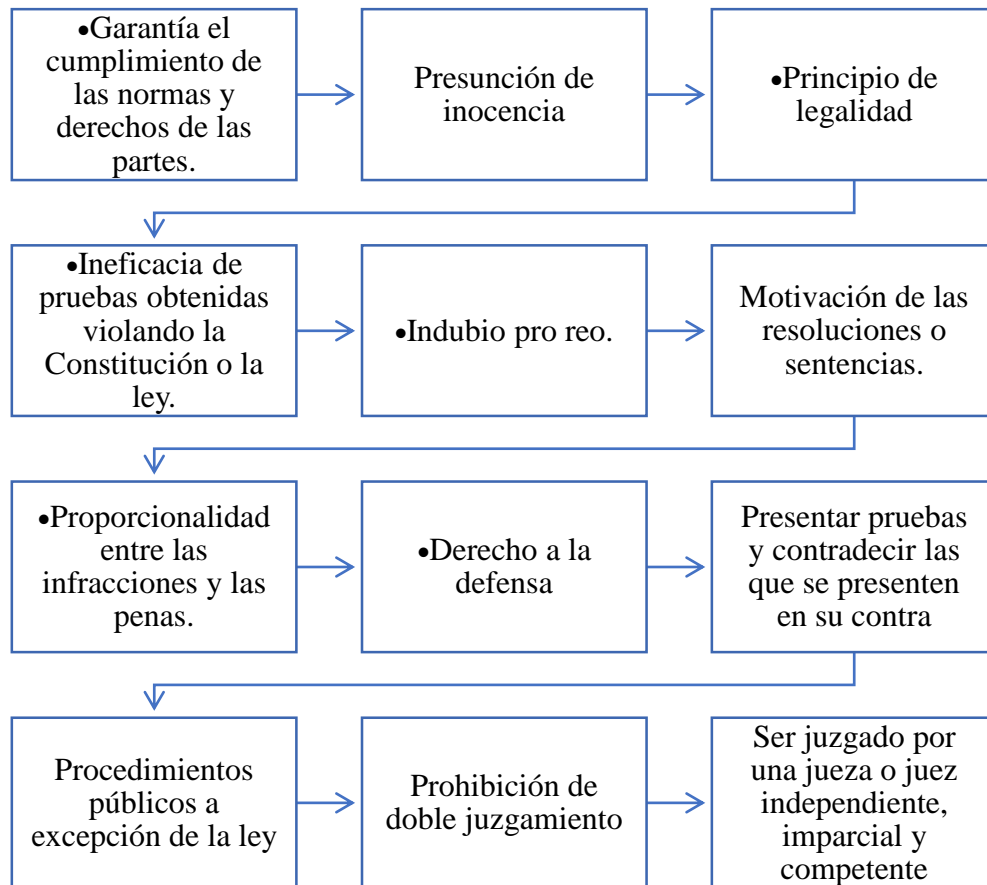 •Garantía el
cumplimiento de
las normas y
derechos de las
partes.
Presunción de
inocencia
•Principio de
legalidad
•Ineficacia de
pruebas obtenidas
violando la
Constitución o la
ley.
•Indubio pro reo.
Motivación de las
resoluciones o
sentencias.
•Proporcionalidad
entre las
infracciones y las
penas.
•Derecho a la
defensa
Presentar pruebas
y contradecir las
que se presenten
en su contra
Procedimientos
públicos a
excepción de la ley
Prohibición de
doble juzgamiento
Ser juzgado por
una jueza o juez
independiente,
imparcial y
competente